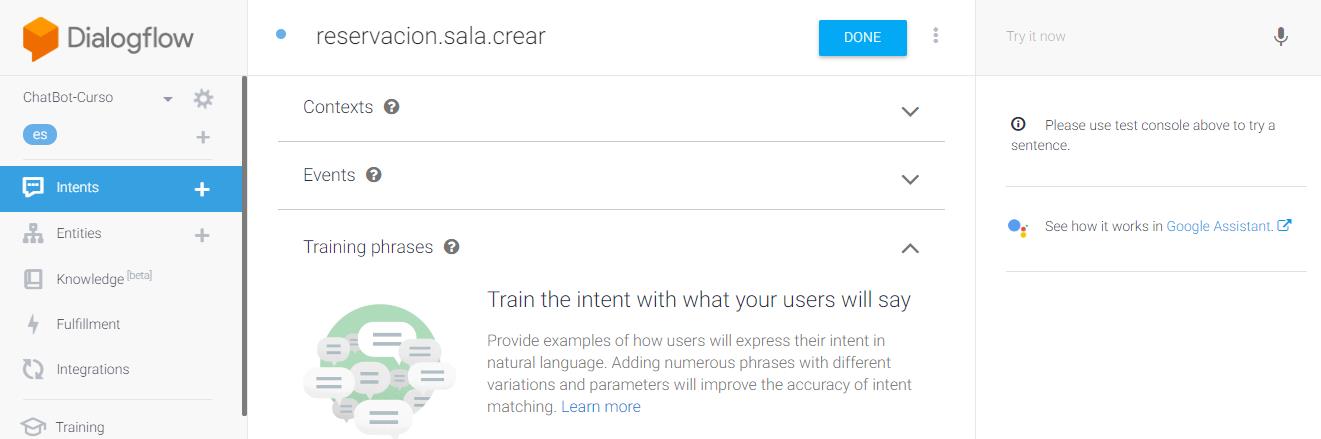 Dialogflow
ChatBot-Curso
es
Intents
Entities
Knowledge [beta]
Fulfillment
Integrations
Training
reservacion.sala.crear
DONE
Contexts
Events
Training phrases
Train the intent with what your users will say
Provide examples of how users will express their intent in
natural language. Adding numerous phrases with different
variations and parameters will improve the accuracy of intent
matching. Learn more
Try it now
Please use test console above to try a
sentence.
See how it works in Google Assistant.